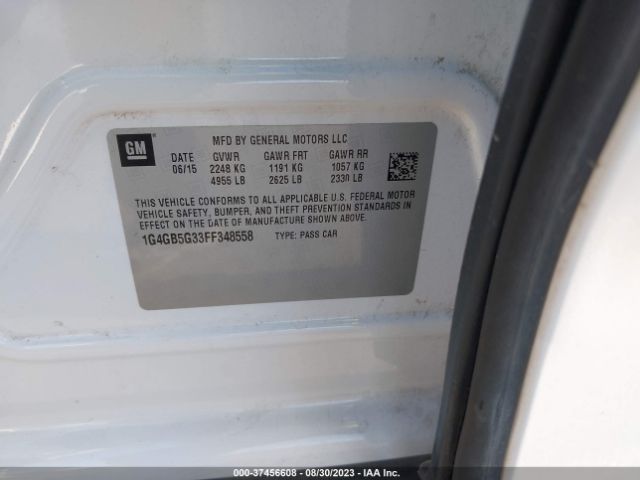 GM
MFD BY GENERAL MOTORS LLC
DATE GVWR GAWR FRT GAWR RR
06/15 2248 KG 1191 KG 1057 KG
4955 LB 2625 LB 2330 LB
THIS VEHICLE CONFORMS TO ALL APPLICABLE U.S. FEDERAL MOTOR
VEHICLE SAFETY, BUMPER, AND THEFT PREVENTION STANDARDS IN
EFFECT ON THE DATE OF MANUFACTURE SHOWN ABOVE.
1G4GB5G33FF348558 TYPE: PASS CAR
000-37456608 - 08/30/2023 - IAA Inc.